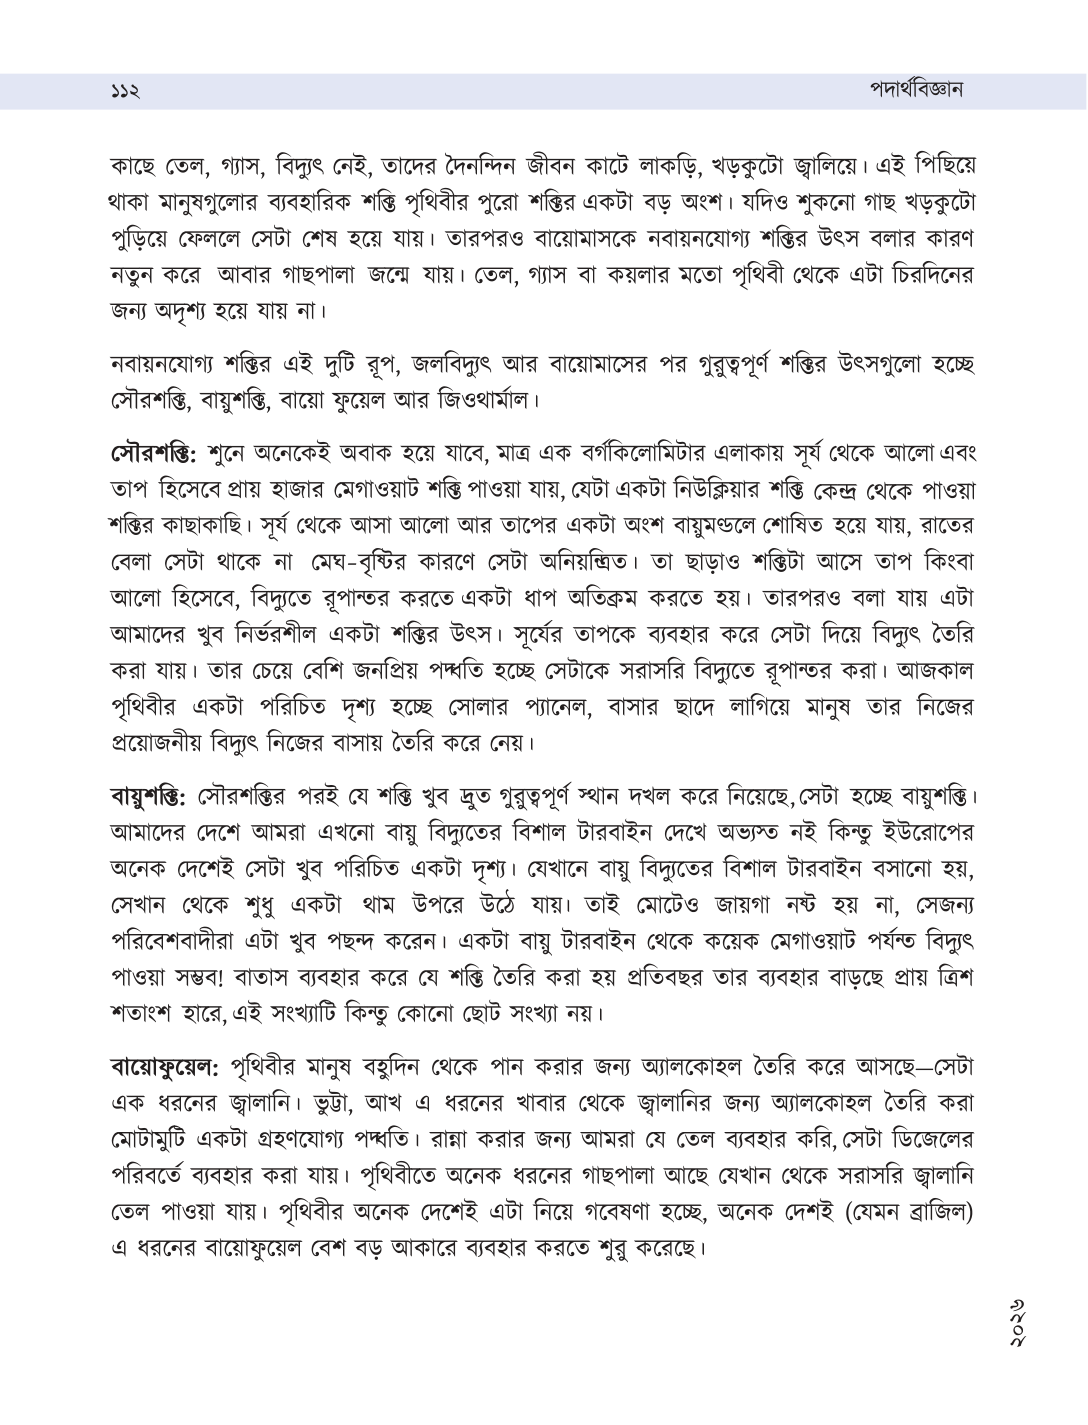 ১১২
পদার্থবিজ্ঞান
কাছে তেল, গ্যাস, বিদ্যুৎ নেই, তাদের দৈনন্দিন জীবন কাটে লাকড়ি, খড়কুটো জ্বালিয়ে। এই পিছিয়ে
থাকা মানুষগুলোর ব্যবহারিক শক্তি পৃথিবীর পুরো শক্তির একটা বড় অংশ। যদিও শুকনো গাছ খড়কুটো
পুড়িয়ে ফেললে সেটা শেষ হয়ে যায়। তারপরও বায়োমাসকে নবায়নযোগ্য শক্তির উৎস বলার কারণ
নতুন করে আবার গাছপালা জন্মে যায়। তেল, গ্যাস বা কয়লার মতো পৃথিবী থেকে এটা চিরদিনের
জন্য অদৃশ্য হয়ে যায় না।
নবায়নযোগ্য শক্তির এই দুটি রূপ, জলবিদ্যুৎ আর বায়োমাসের পর গুরুত্বপূর্ণ শক্তির উৎসগুলো হচ্ছে
সৌরশক্তি, বায়ুশক্তি, বায়ো ফুয়েল আর জিওথার্মাল।
সৌরশক্তি: শুনে অনেকেই অবাক হয়ে যাবে, মাত্র এক বর্গকিলোমিটার এলাকায় সূর্য থেকে আলো এবং
তাপ হিসেবে প্রায় হাজার মেগাওয়াট শক্তি পাওয়া যায়, যেটা একটা নিউক্লিয়ার শক্তি কেন্দ্র থেকে পাওয়া
শক্তির কাছাকাছি। সূর্য থেকে আসা আলো আর তাপের একটা অংশ বায়ুমণ্ডলে শোষিত হয়ে যায়, রাতের
বেলা সেটা থাকে না মেঘ-বৃষ্টির কারণে সেটা অনিয়ন্ত্রিত। তা ছাড়াও শক্তিটা আসে তাপ কিংবা
আলো হিসেবে, বিদ্যুতে রূপান্তর করতে একটা ধাপ অতিক্রম করতে হয়। তারপরও বলা যায় এটা
আমাদের খুব নির্ভরশীল একটা শক্তির উৎস। সূর্যের তাপকে ব্যবহার করে সেটা দিয়ে বিদ্যুৎ তৈরি
করা যায়। তার চেয়ে বেশি জনপ্রিয় পদ্ধতি হচ্ছে সেটাকে সরাসরি বিদ্যুতে রূপান্তর করা। আজকাল
পৃথিবীর একটা পরিচিত দৃশ্য হচ্ছে সোলার প্যানেল, বাসার ছাদে লাগিয়ে মানুষ তার নিজের
প্রয়োজনীয় বিদ্যুৎ নিজের বাসায় তৈরি করে নেয়।
বায়ুশক্তি: সৌরশক্তির পরই যে শক্তি খুব দ্রুত গুরুত্বপূর্ণ স্থান দখল করে নিয়েছে, সেটা হচ্ছে বায়ুশক্তি।
আমাদের দেশে আমরা এখনো বায়ু বিদ্যুতের বিশাল টারবাইন দেখে অভ্যস্ত নই কিন্তু ইউরোপের
অনেক দেশেই সেটা খুব পরিচিত একটা দৃশ্য। যেখানে বায়ু বিদ্যুতের বিশাল টারবাইন বসানো হয়,
সেখান থেকে শুধু একটা থাম উপরে উঠে যায়। তাই মোটেও জায়গা নষ্ট হয় না, সেজন্য
পরিবেশবাদীরা এটা খুব পছন্দ করেন। একটা বায়ু টারবাইন থেকে কয়েক মেগাওয়াট পর্যন্ত বিদ্যুৎ
পাওয়া সম্ভব! বাতাস ব্যবহার করে যে শক্তি তৈরি করা হয় প্রতিবছর তার ব্যবহার বাড়ছে প্রায় ত্রিশ
শতাংশ হারে, এই সংখ্যাটি কিন্তু কোনো ছোট সংখ্যা নয়।
বায়োফুয়েল: পৃথিবীর মানুষ বহুদিন থেকে পান করার জন্য অ্যালকোহল তৈরি করে আসছে—সেটা
এক ধরনের জ্বালানি। ভুট্টা, আখ এ ধরনের খাবার থেকে জ্বালানির জন্য অ্যালকোহল তৈরি করা
মোটামুটি একটা গ্রহণযোগ্য পদ্ধতি। রান্না করার জন্য আমরা যে তেল ব্যবহার করি, সেটা ডিজেলের
পরিবর্তে ব্যবহার করা যায়। পৃথিবীতে অনেক ধরনের গাছপালা আছে যেখান থেকে সরাসরি জ্বালানি
তেল পাওয়া যায়। পৃথিবীর অনেক দেশেই এটা নিয়ে গবেষণা হচ্ছে, অনেক দেশই (যেমন ব্রাজিল)
এ ধরনের বায়োফুয়েল বেশ বড় আকারে ব্যবহার করতে শুরু করেছে।
২০২৬